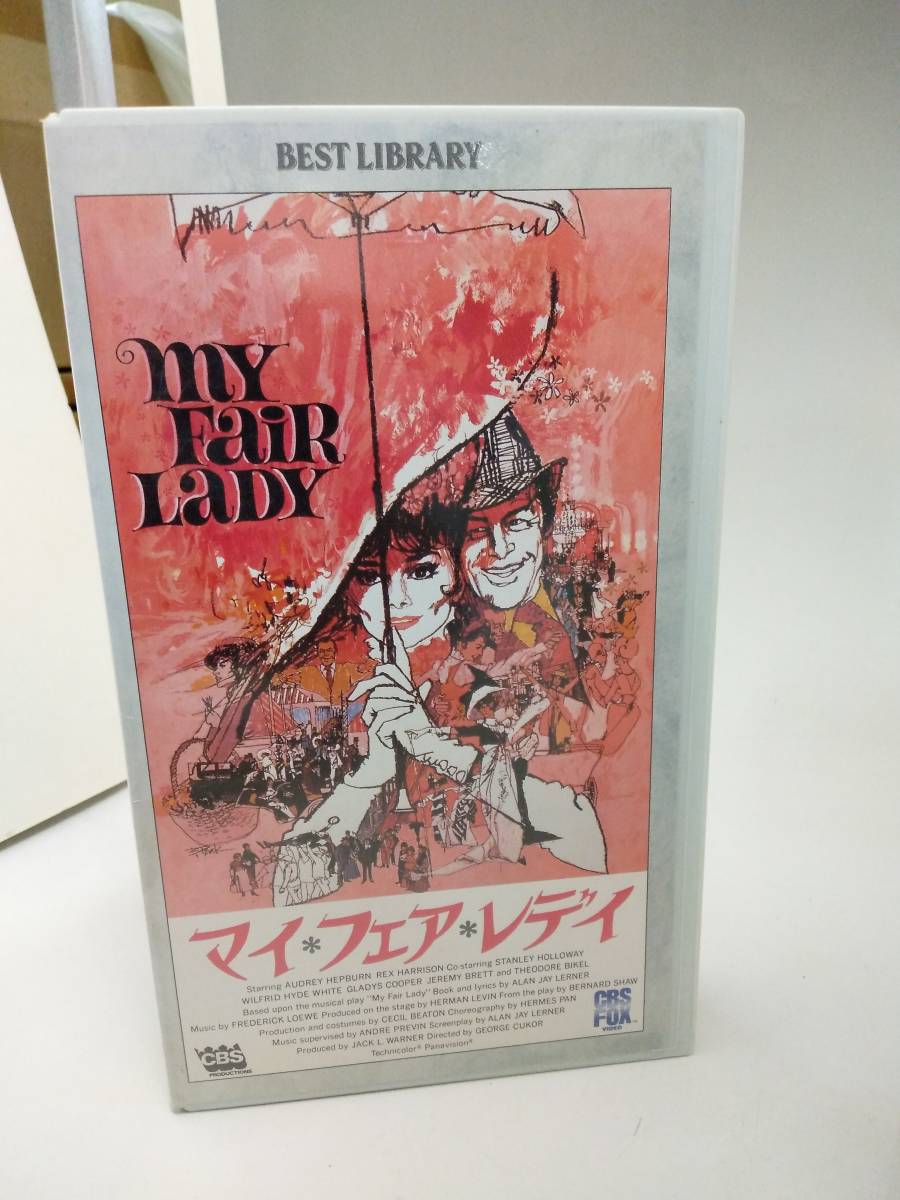 BEST LIBRARY
MY
FAIR
LADY
マイ*フェア*レディ
Starring AUDREY HEPBURN REX HARRISON Co-starring STANLEY HOLLOWAY
WILFRID HYDE WHITE GLADYS COOPER JEREMY BRETT and THEODORE BIKEL
Based upon the musical play "My Fair Lady" Book and lyrics by ALAN JAY LERNER
Music by FREDERICK LOEWE Produced on the stage by HERMAN LEVIN From the play by BERNARD SHAW
Production and costumes by CECIL BEATON Choreography by HERMES PAN
Music supervised by ANDRE PREVIN Screenplay by ALAN JAY LERNER
Produced by JACK L. WARNER Directed by GEORGE CUKOR
Technicolor® Panavision®
CBS
PRODUCTIONS
CBS
FOX
VIDEO